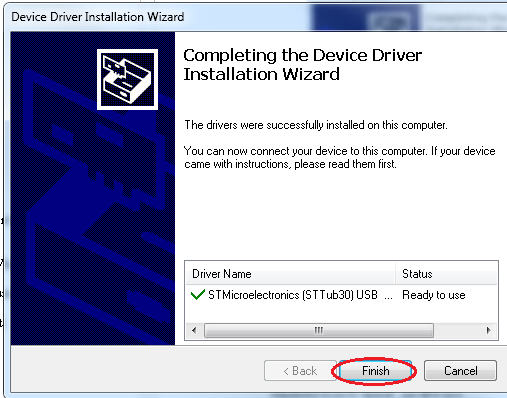 Device Driver Installation Wizard
Completing the Device Driver
Installation Wizard
The drivers were successfully installed on this computer.
You can now connect your device to this computer. If your device
came with instructions, please read them first.
Driver Name Status
STMicroelectronics (STTub30) USB ... Ready to use
< Back Finish Cancel